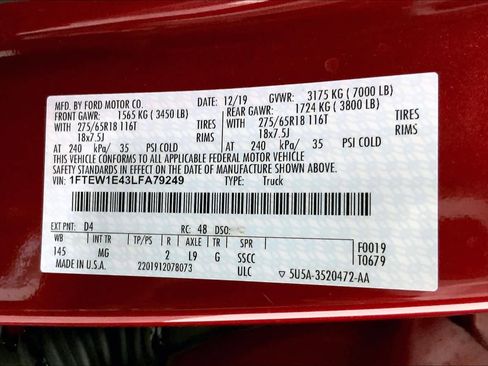 MFD. BY FORD MOTOR CO. 12/19 GVWR: 3175 KG ( 7000 LB)
FRONT GAWR: 1565 KG ( 3450 LB) REAR GAWR: 1724 KG ( 3800 LB)
WITH 275/65R18 116T TIRES WITH 275/65R18 116T TIRES
18x7.5J RIMS 18x7.5J RIMS
AT 240 kPa/ 35 PSI COLD AT 240 kPa/ 35 PSI COLD
THIS VEHICLE CONFORMS TO ALL APPLICABLE FEDERAL MOTOR VEHICLE
SAFETY STANDARDS IN EFFECT ON THE DATE OF MANUFACTURE SHOWN ABOVE.
VIN: 1FTEW1E43LFA79249 TYPE: Truck
EXT PNT: D4 RC: 48 DSO:
WB INT TR TP/PS R AXLE TR SPR F0019
145 MG 2 L9 G SSCC T0679
MADE IN U.S.A. 2201912078073 ULC 5U5A-3520472-AA